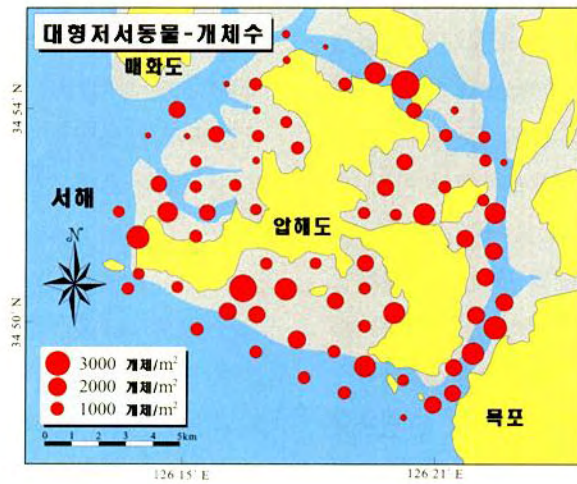 대형저서동물-개체수
매화도
34 54´ N
서해
압해도
N
34 50´ N
3000 개체/m²
2000 개체/m²
1000 개체/m²
목포
0 1 2 3 4 5km
126 15´ E
126 21´ E